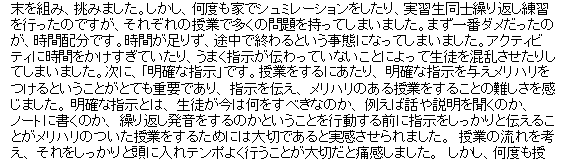 末を組み、挑みました。しかし、何度も家でシュミレーションをしたり、実習生同士繰り返し練習
を行ったのですが、それぞれの授業で多くの問題を持ってしまいました。まず一番ダメだったの
が、時間配分です。時間が足りず、途中で終わるという事態になってしまいました。アクティビ
ティに時間をかけすぎていたり、うまく指示が伝わっていないことによって生徒を混乱させたりし
てしまいました。次に、「明確な指示」です。授業をするにあたり、明確な指示を与えメリハリを
つけるということがとても重要であり、指示を伝え、メリハリのある授業をすることの難しさを感
じました。 明確な指示とは、生徒が今は何をすべきなのか、例えば話や説明を聞くのか、
ノートに書くのか、繰り返し発音をするのかということを行動する前に指示をしっかりと伝えるこ
とがメリハリのついた授業をするためには大切であると実感させられました。 授業の流れを考
え、それをしっかりと頭に入れテンポよく行うことが大切だと痛感しました。 しかし、何度も授